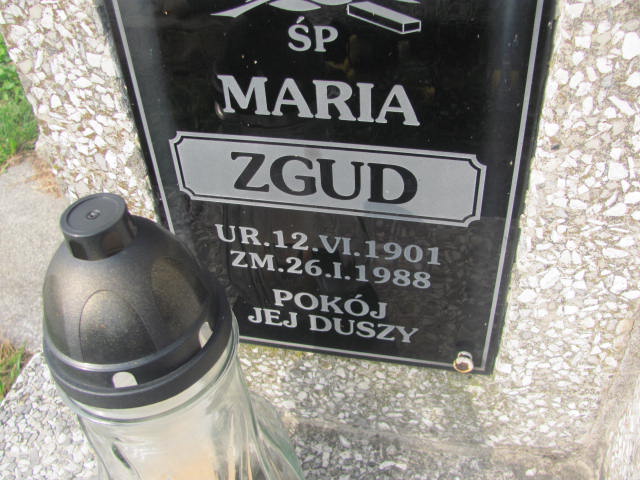 ŚP
MARIA
ZGUD
UR.12.VI.1901
ZM.26.I.1988
POKÓJ
JEJ DUSZY